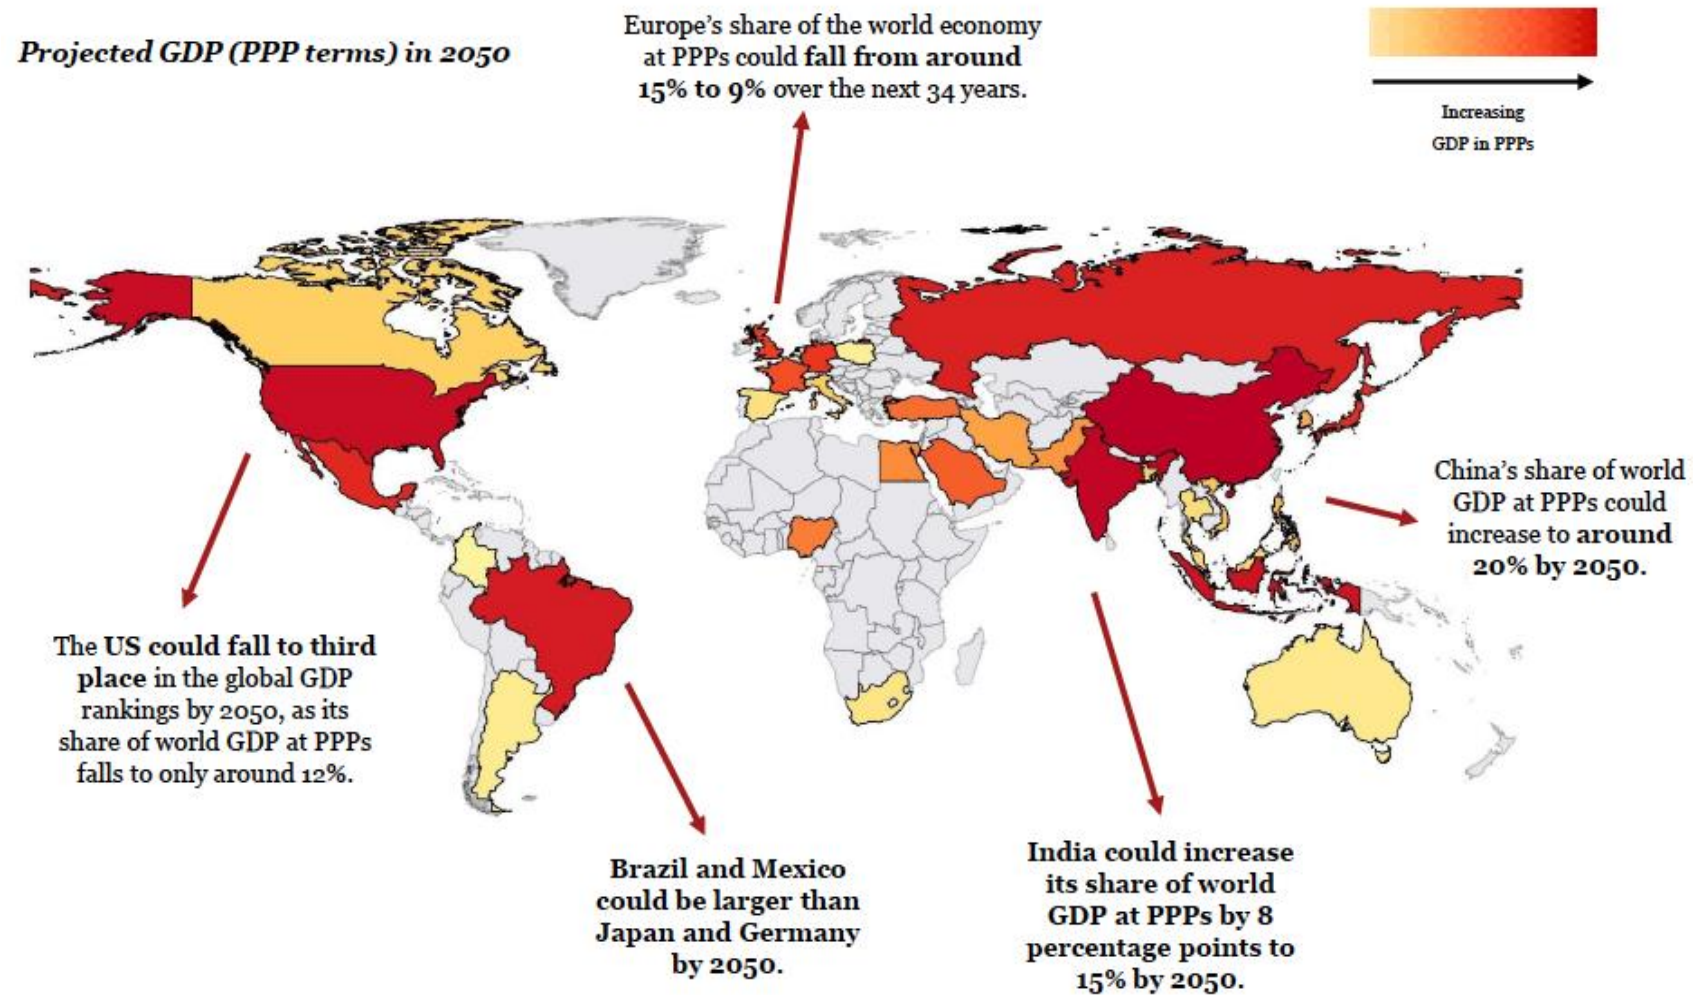 Projected GDP (PPP terms) in 2050
Europe's share of the world economy
at PPPs could fall from around
15% to 9% over the next 34 years.
Increasing
GDP in PPPs
China's share of world
GDP at PPPs could
increase to around
20% by 2050.
The US could fall to third
place in the global GDP
rankings by 2050, as its
share of world GDP at PPPs
falls to only around 12%.
Brazil and Mexico
could be larger than
Japan and Germany
by 2050.
India could increase
its share of world
GDP at PPPs by 8
percentage points to
15% by 2050.